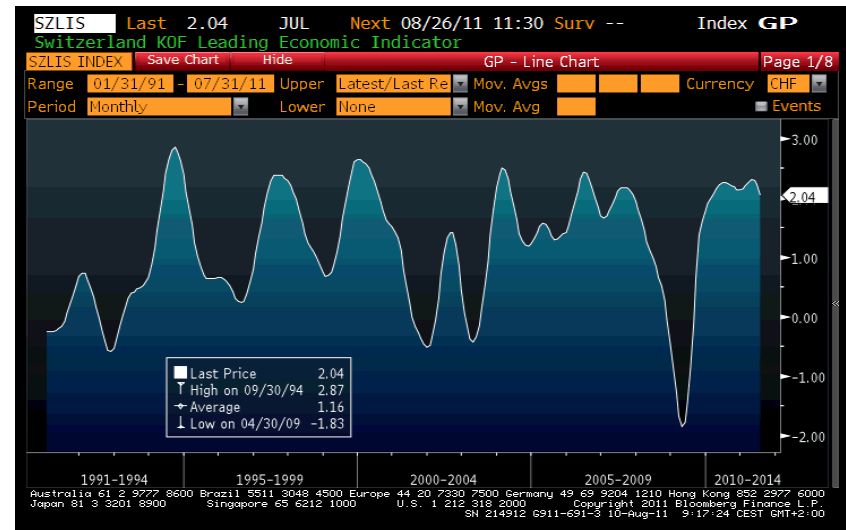 SZLIS Last 2.04 JUL Next 08/26/11 11:30 Surv -- Index GP
Switzerland KOF Leading Economic Indicator
SZLIS INDEX Save Chart Hide GP - Line Chart Page 1/8
Range 01/31/91 - 07/31/11 Upper Latest/Last Re Mov. Avgs Currency CHF
Period Monthly Lower None Mov. Avg Events
3.00
2.04
1.00
0.00
-1.00
-2.00
Last Price 2.04
High on 09/30/94 2.87
Average 1.16
Low on 04/30/09 -1.83
1991-1994 1995-1999 2000-2004 2005-2009 2010-2014
Australia 61 2 9777 8600 Brazil 5511 3048 4500 Europe 44 20 7330 7500 Germany 49 69 9204 1210 Hong Kong 852 2977 6000
Japan 81 3 3201 8900 Singapore 65 6212 1000 U.S. 1 212 318 2000 Copyright 2011 Bloomberg Finance L.P.
SN 214912 G911-691-3 10-Aug-11 9:17:24 CEST GMT+2:00